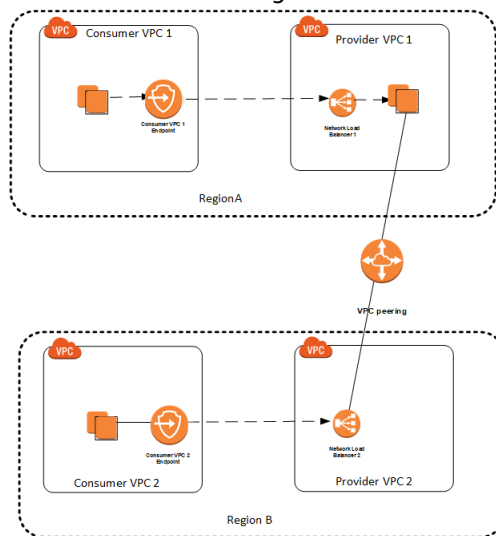 VPC
Consumer VPC 1
VPC
Provider VPC 1
Consumer VPC 1
Endpoint
Network Load
Balancer 1
RegionA
VPC peering
VPC
VPC
Consumer VPC 2
Endpoint
Network Load
Balancer 2
Consumer VPC 2
Provider VPC 2
Region B